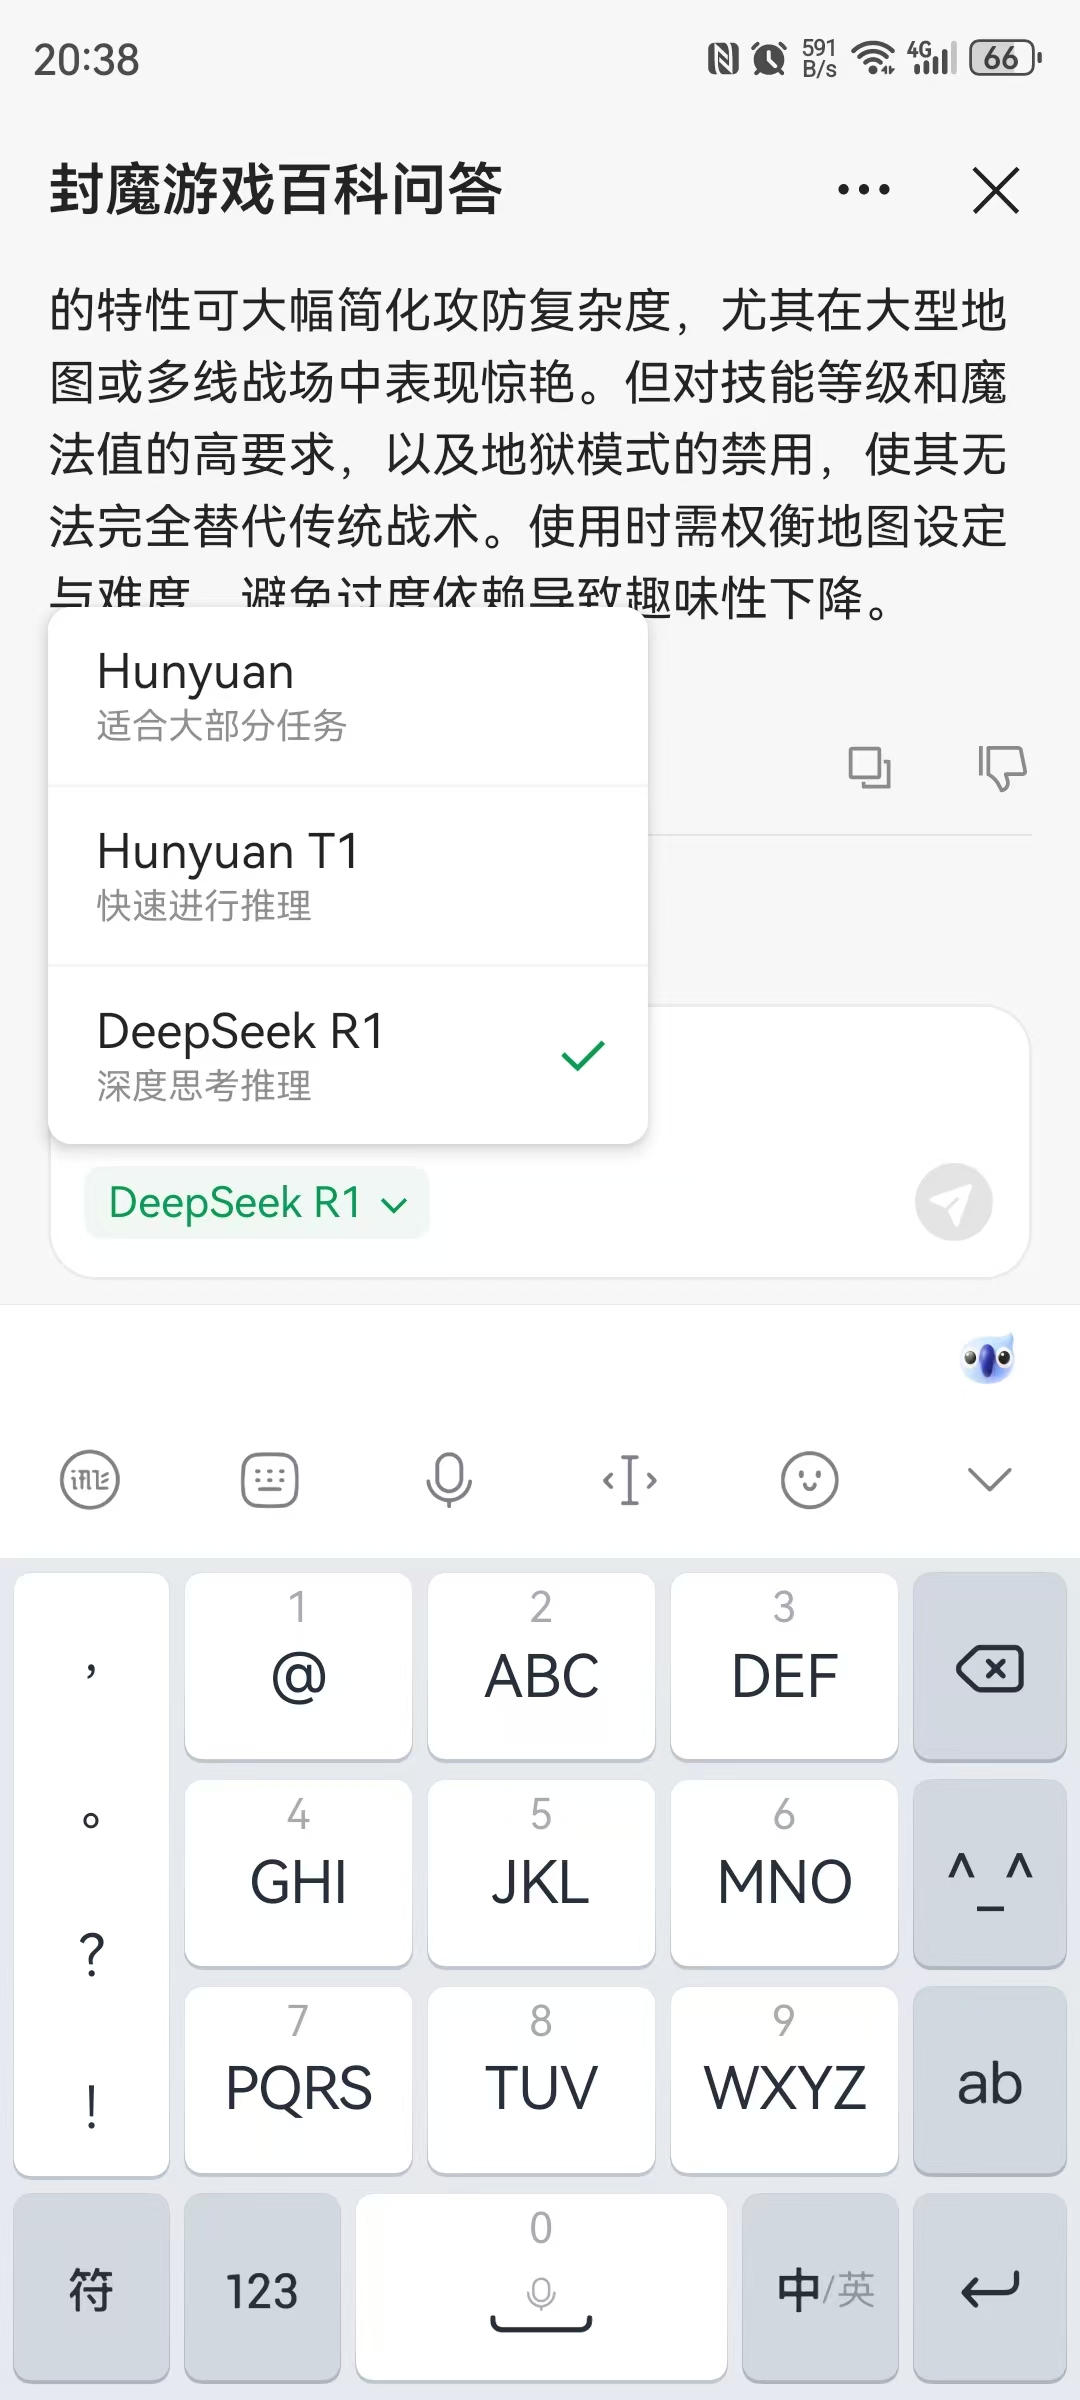 20:38
591
B/s
4G
66
封魔游戏百科问答
的特性可大幅简化攻防复杂度，尤其在大型地
图或多线战场中表现惊艳。但对技能等级和魔
法值的高要求，以及地狱模式的禁用，使其无
法完全替代传统战术。使用时需权衡地图设定
与难度，避免过度依赖导致趣味性下降。
Hunyuan
适合大部分任务
Hunyuan T1
快速进行推理
DeepSeek R1
深度思考推理
DeepSeek R1
讯飞
，
。
?
!
1
@
2
ABC
3
DEF
4
GHI
5
JKL
6
MNO
^_^
7
PQRS
8
TUV
9
WXYZ
ab
符
123
0
中/英